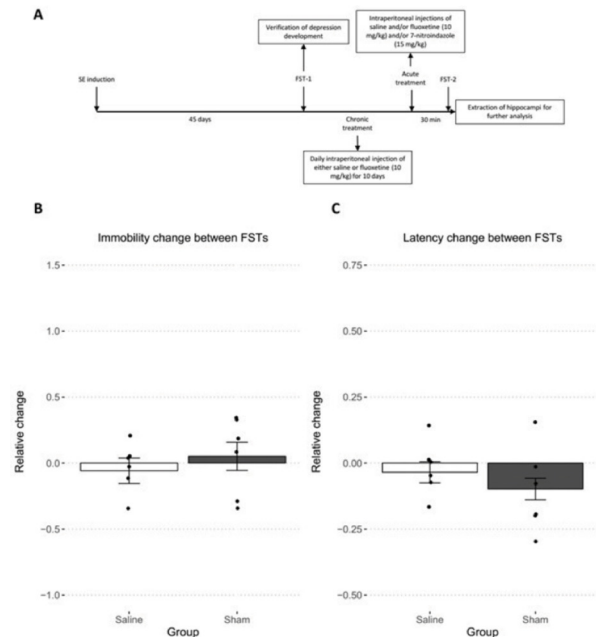 A
Verification of depression
development
Intraperitoneal injections of
saline and/or fluoxetine (10
mg/kg) and/or 7-nitroindazole
(15 mg/kg)
SE induction
FST-1
Acute
treatment
FST-2
45 days
Chronic
treatment
30 min
Extraction of hippocampi for
further analysis
Daily intraperitoneal injection of
either saline or fluoxetine (10
mg/kg) for 10 days
B
Immobility change between FSTs
1.5
1.0
0.5
0.0
−0.5
−1.0
Relative change
Saline
Sham
Group
C
Latency change between FSTs
0.75
0.50
0.25
0.00
−0.25
−0.50
Relative change
Saline
Sham
Group